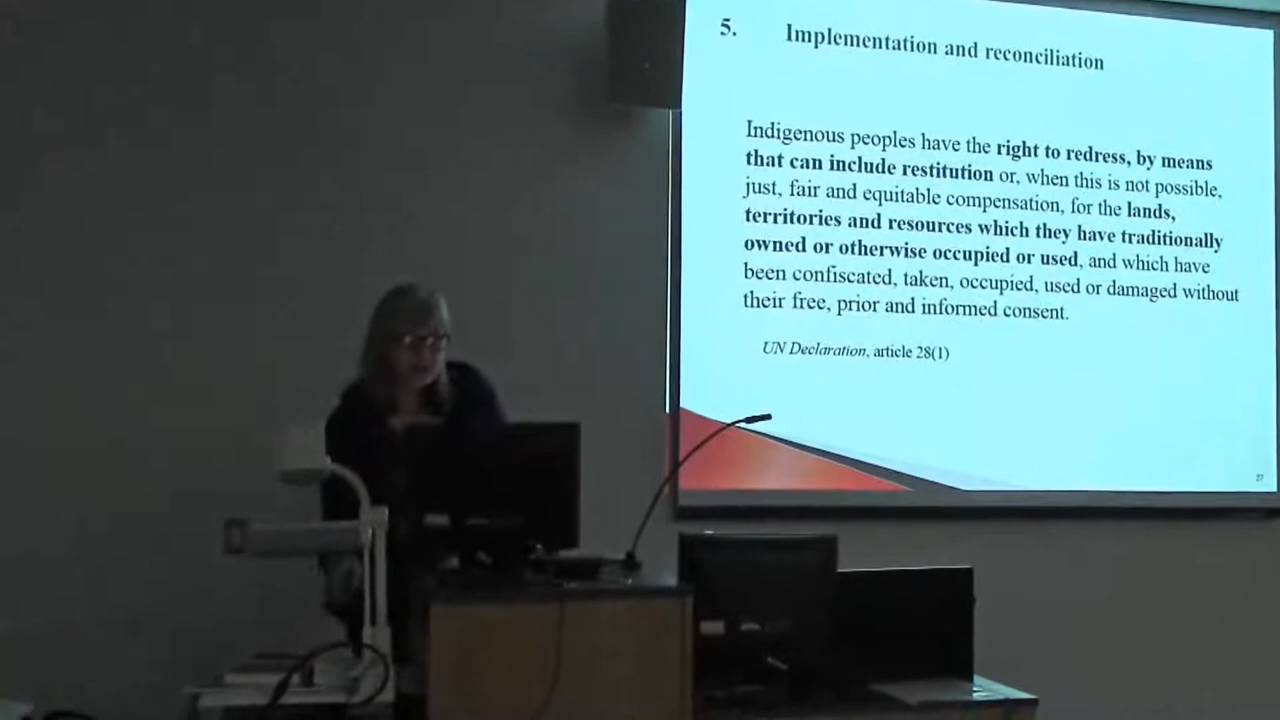 5. Implementation and reconciliation
Indigenous peoples have the right to redress, by means
that can include restitution or, when this is not possible,
just, fair and equitable compensation, for the lands,
territories and resources which they have traditionally
owned or otherwise occupied or used, and which have
been confiscated, taken, occupied, used or damaged without
their free, prior and informed consent.
UN Declaration, article 28(1)
27